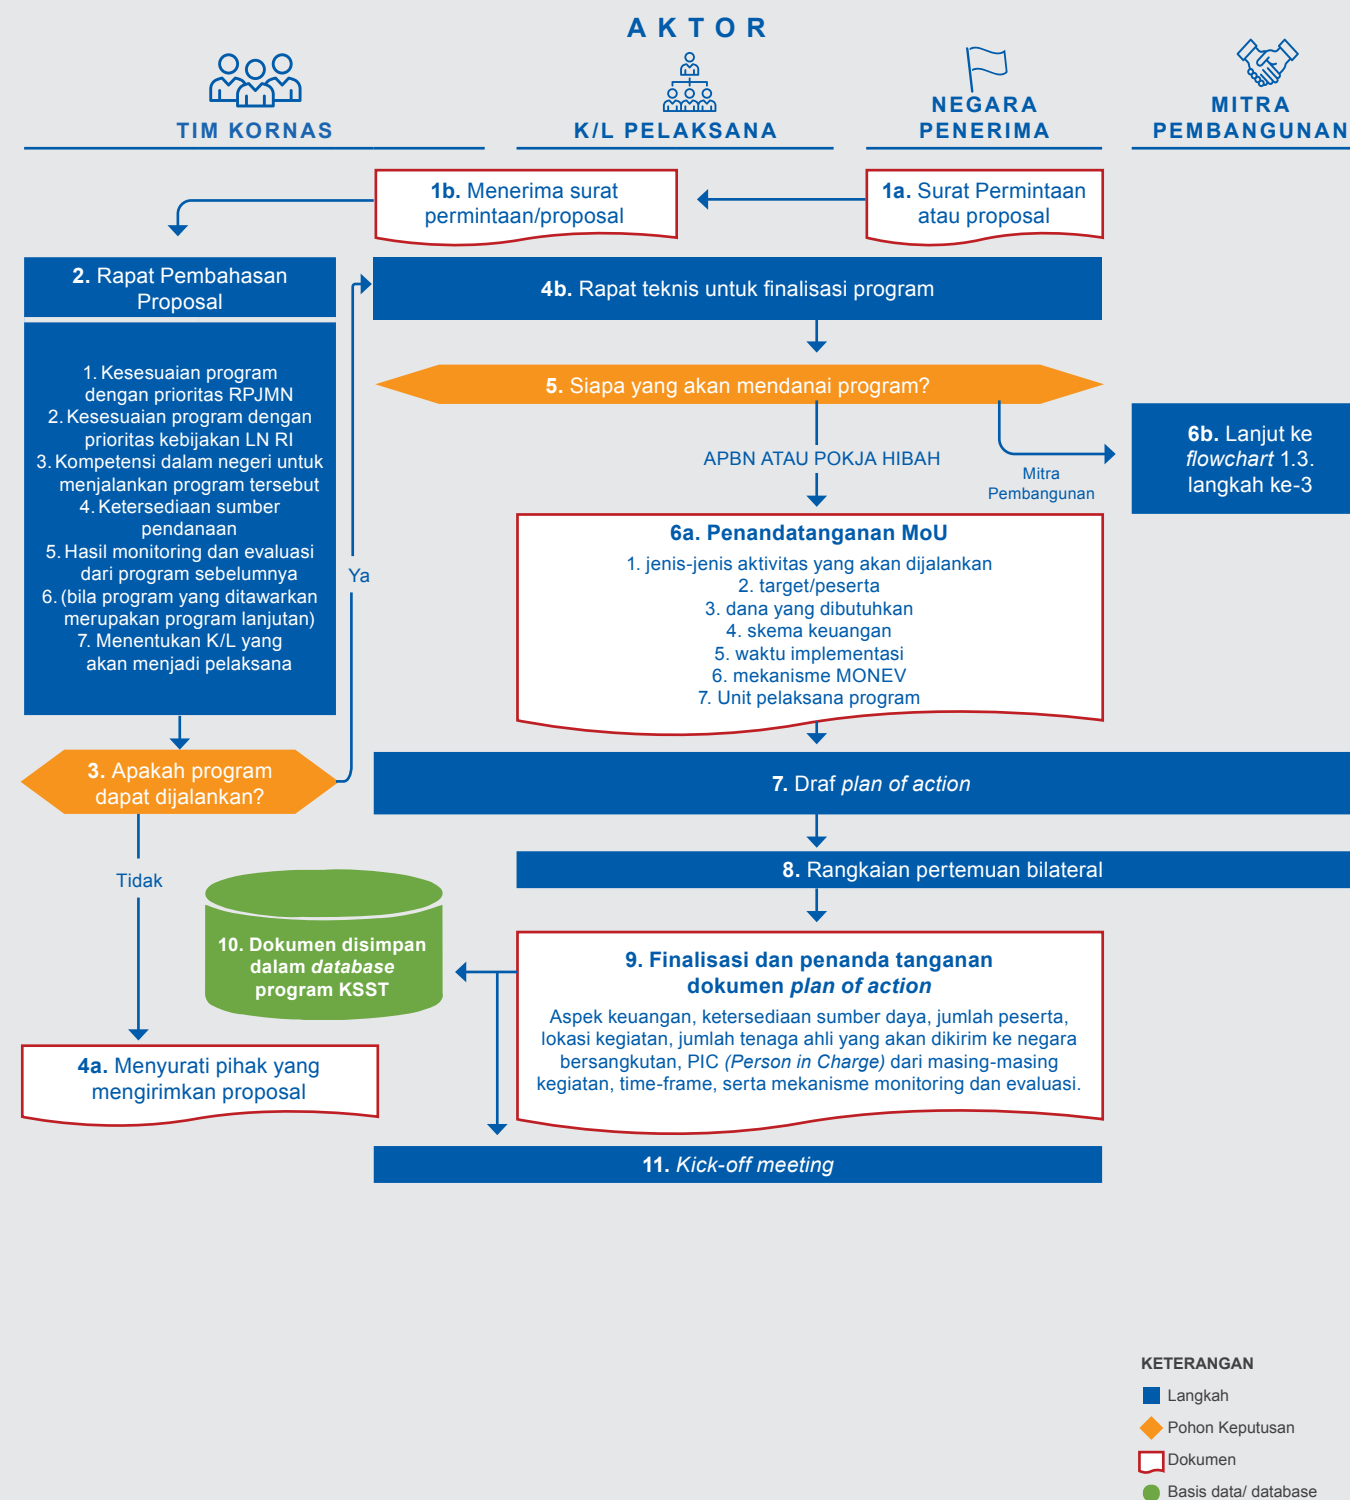 AKTOR
TIM KORNAS
K/L PELAKSANA
NEGARA
PENERIMA
MITRA
PEMBANGUNAN
1b. Menerima surat
permintaan/proposal
1a. Surat Permintaan
atau proposal
2. Rapat Pembahasan
Proposal
4b. Rapat teknis untuk finalisasi program
1. Kesesuaian program
dengan prioritas RPJMN
2. Kesesuaian program dengan
prioritas kebijakan LN RI
3. Kompetensi dalam negeri untuk
menjalankan program tersebut
4. Ketersediaan sumber
pendanaan
5. Hasil monitoring dan evaluasi
dari program sebelumnya
6. (bila program yang ditawarkan
merupakan program lanjutan)
7. Menentukan K/L yang
akan menjadi pelaksana
Ya
5. Siapa yang akan mendanai program?
APBN ATAU POKJA HIBAH
Mitra
Pembangunan
6b. Lanjut ke
flowchart 1.3.
langkah ke-3
6a. Penandatanganan MoU
1. jenis-jenis aktivitas yang akan dijalankan
2. target/peserta
3. dana yang dibutuhkan
4. skema keuangan
5. waktu implementasi
6. mekanisme MONEV
7. Unit pelaksana program
3. Apakah program
dapat dijalankan?
7. Draf plan of action
Tidak
8. Rangkaian pertemuan bilateral
10. Dokumen disimpan
dalam database
program KSST
9. Finalisasi dan penanda tanganan
dokumen plan of action
Aspek keuangan, ketersediaan sumber daya, jumlah peserta,
lokasi kegiatan, jumlah tenaga ahli yang akan dikirim ke negara
bersangkutan, PIC (Person in Charge) dari masing-masing
kegiatan, time-frame, serta mekanisme monitoring dan evaluasi.
4a. Menyurati pihak yang
mengirimkan proposal
11. Kick-off meeting
KETERANGAN
Langkah
Pohon Keputusan
Dokumen
Basis data/ database